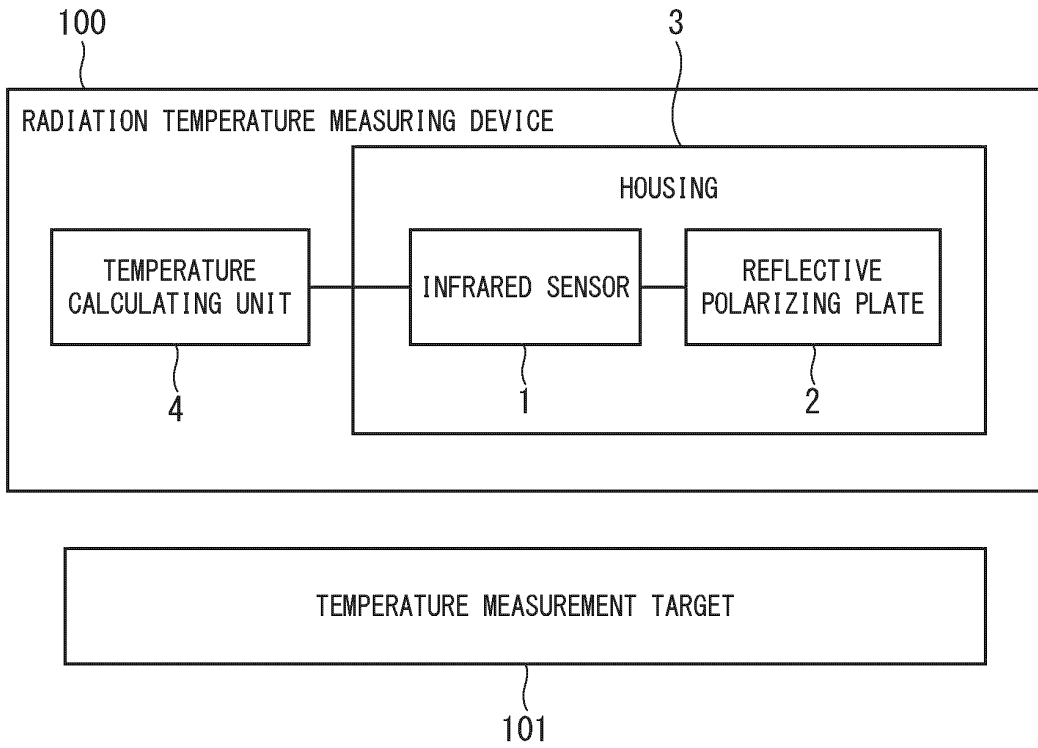 100
3
RADIATION TEMPERATURE MEASURING DEVICE
HOUSING
TEMPERATURE
CALCULATING UNIT
INFRARED SENSOR
REFLECTIVE
POLARIZING PLATE
4
1
2
TEMPERATURE MEASUREMENT TARGET
101